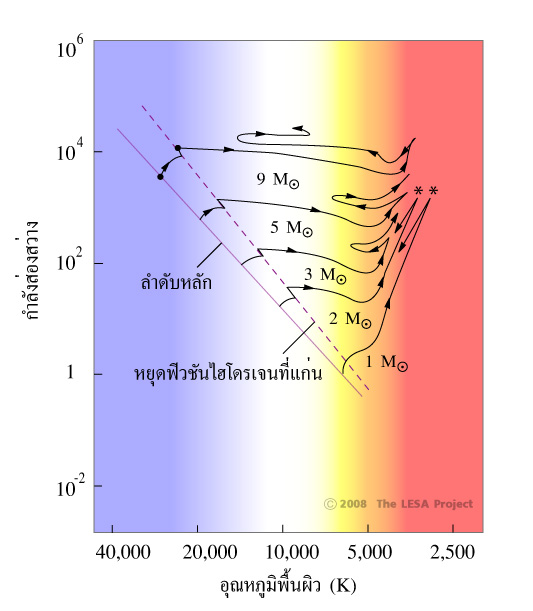 10⁶
10⁴
10²
1
10⁻²
กำลังส่องสว่าง
9 M☉
* *
5 M☉
3 M☉
ลำดับหลัก
2 M☉
หยุดฟิวชันไฮโดรเจนที่แก่น
1 M☉
© 2008 The LESA Project
40,000 20,000 10,000 5,000 2,500
อุณหภูมิพื้นผิว (K)